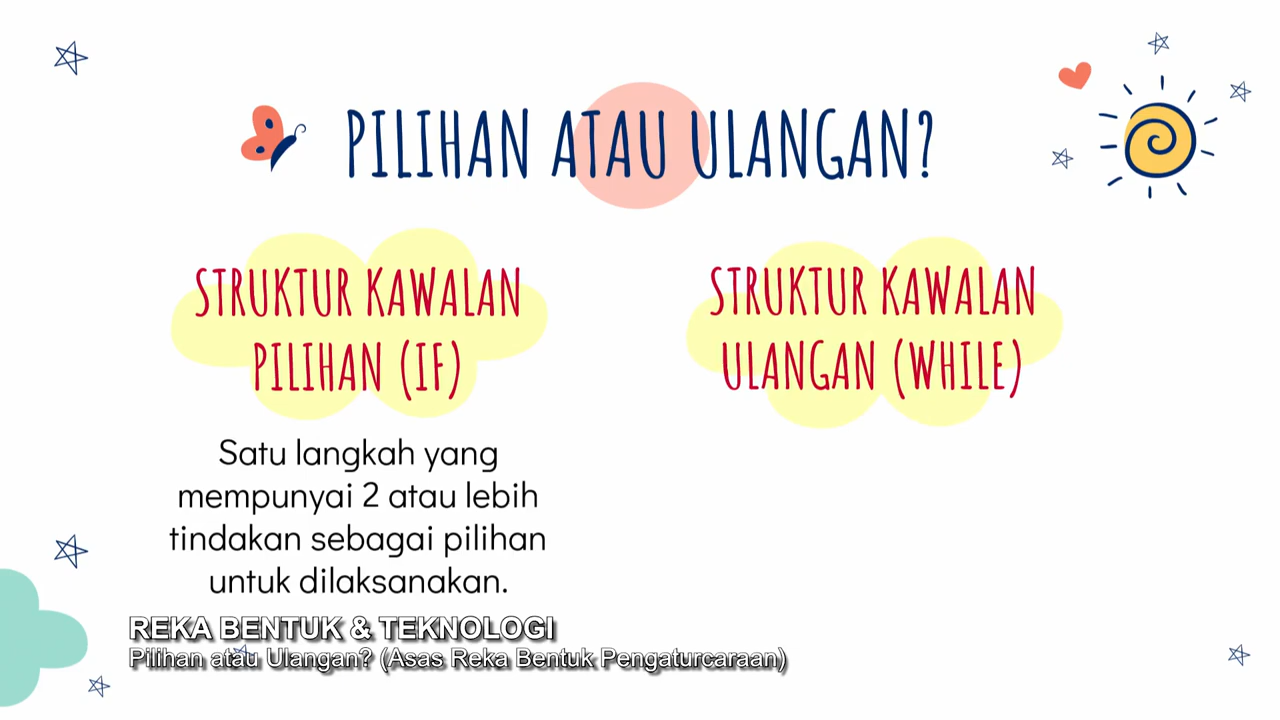 PILIHAN ATAU ULANGAN?
STRUKTUR KAWALAN
PILIHAN (IF)
Satu langkah yang
mempunyai 2 atau lebih
tindakan sebagai pilihan
untuk dilaksanakan.
STRUKTUR KAWALAN
ULANGAN (WHILE)
REKA BENTUK & TEKNOLOGI
Pilihan atau Ulangan? (Asas Reka Bentuk Pengaturcaraan)